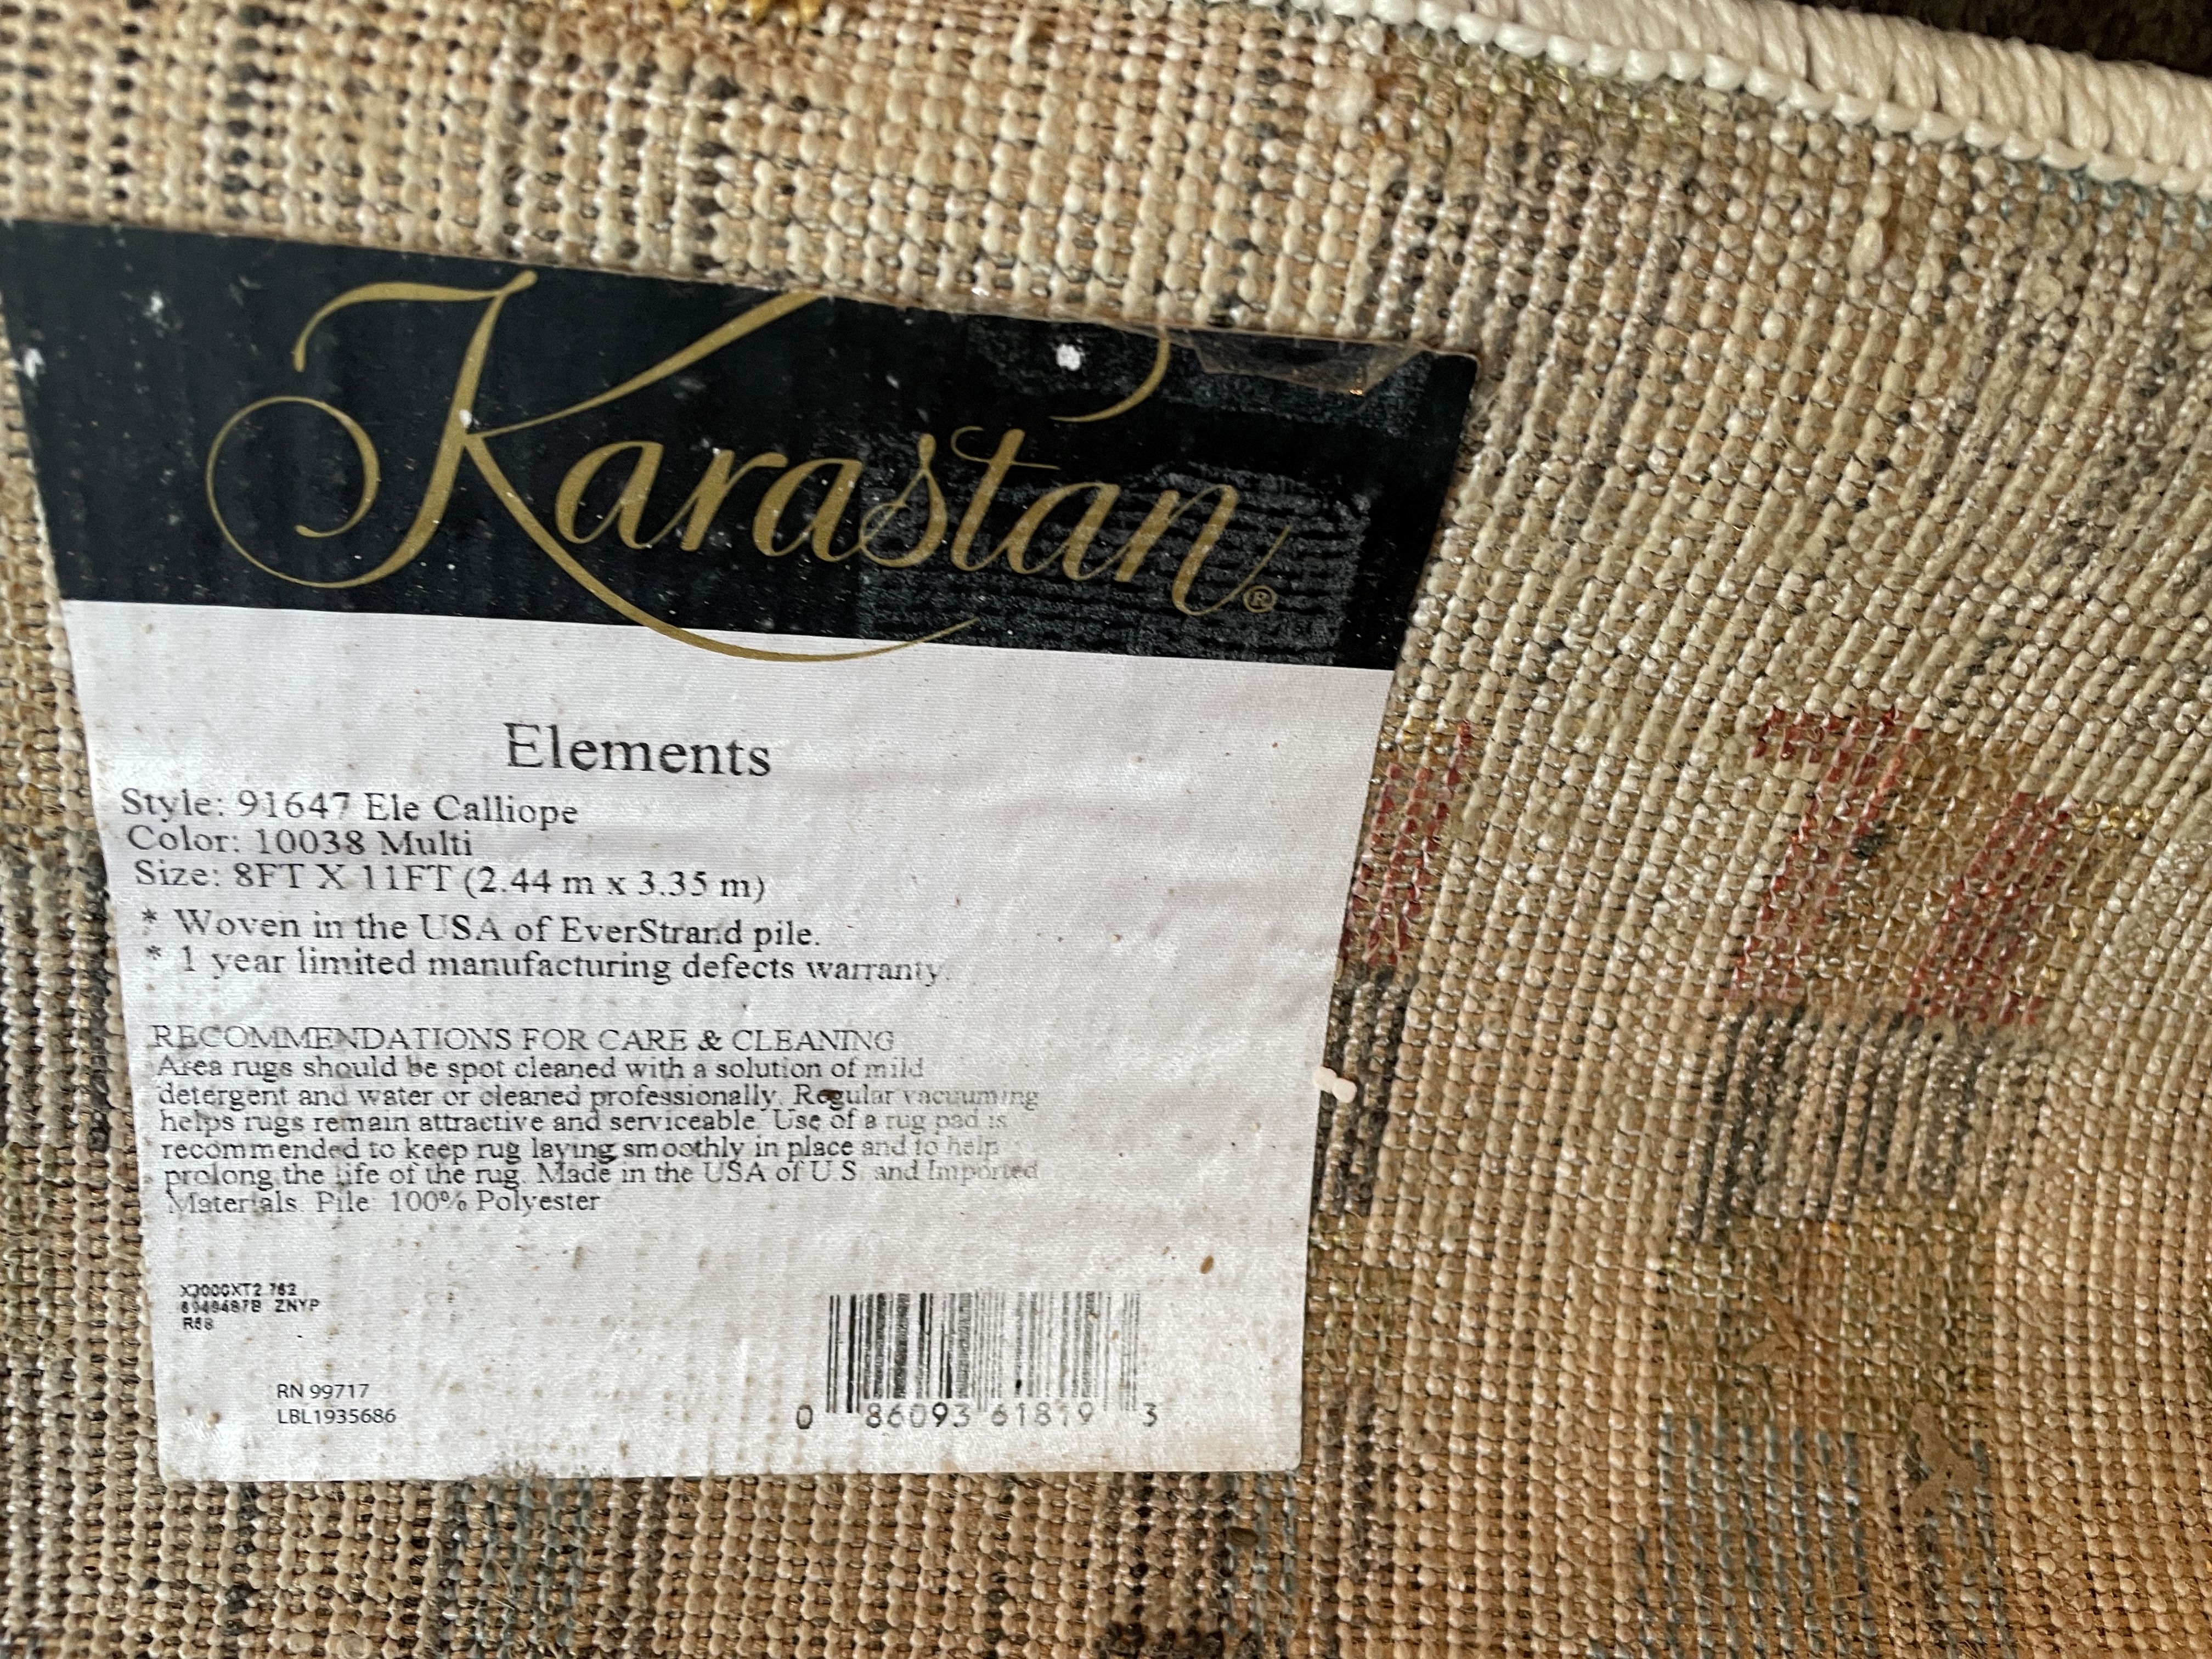 Karastan®
Elements
Style: 91647 Ele Calliope
Color: 10038 Multi
Size: 8FT X 11FT (2.44 m x 3.35 m)
* Woven in the USA of EverStrand pile.
* 1 year limited manufacturing defects warranty.
RECOMMENDATIONS FOR CARE & CLEANING
Area rugs should be spot cleaned with a solution of mild
detergent and water or cleaned professionally. Regular vacuuming
helps rugs remain attractive and serviceable. Use of a rug pad is
recommended to keep rug laying smoothly in place and to help
prolong the life of the rug. Made in the USA of U.S. and Imported
Materials. Pile: 100% Polyester
ZNYP
RN 99717
LBL1935686
0 86093 61819 3